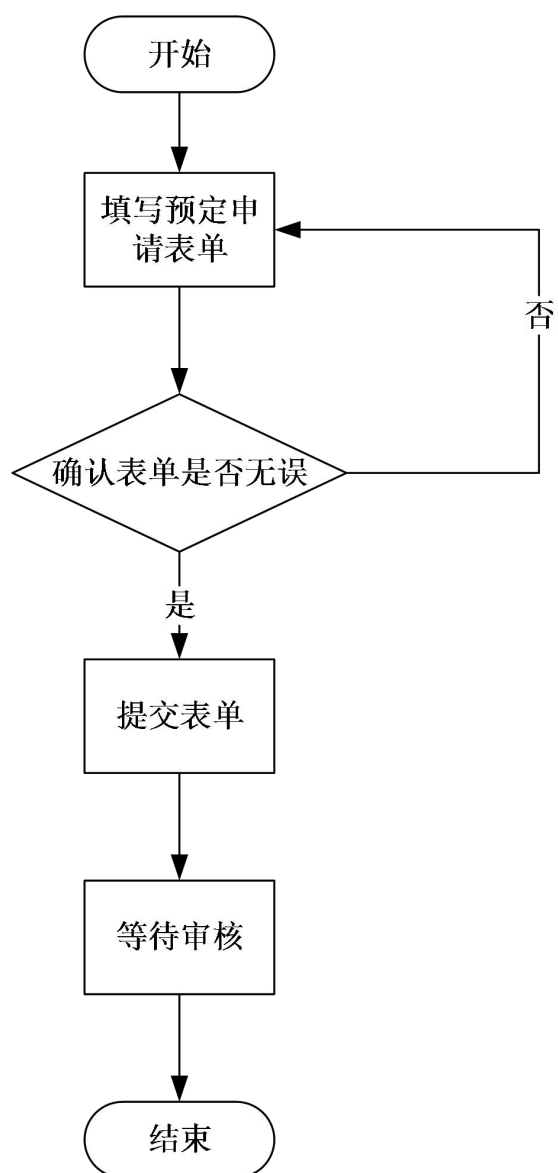 开始
填写预定申
请表单
否
确认表单是否无误
是
提交表单
等待审核
结束